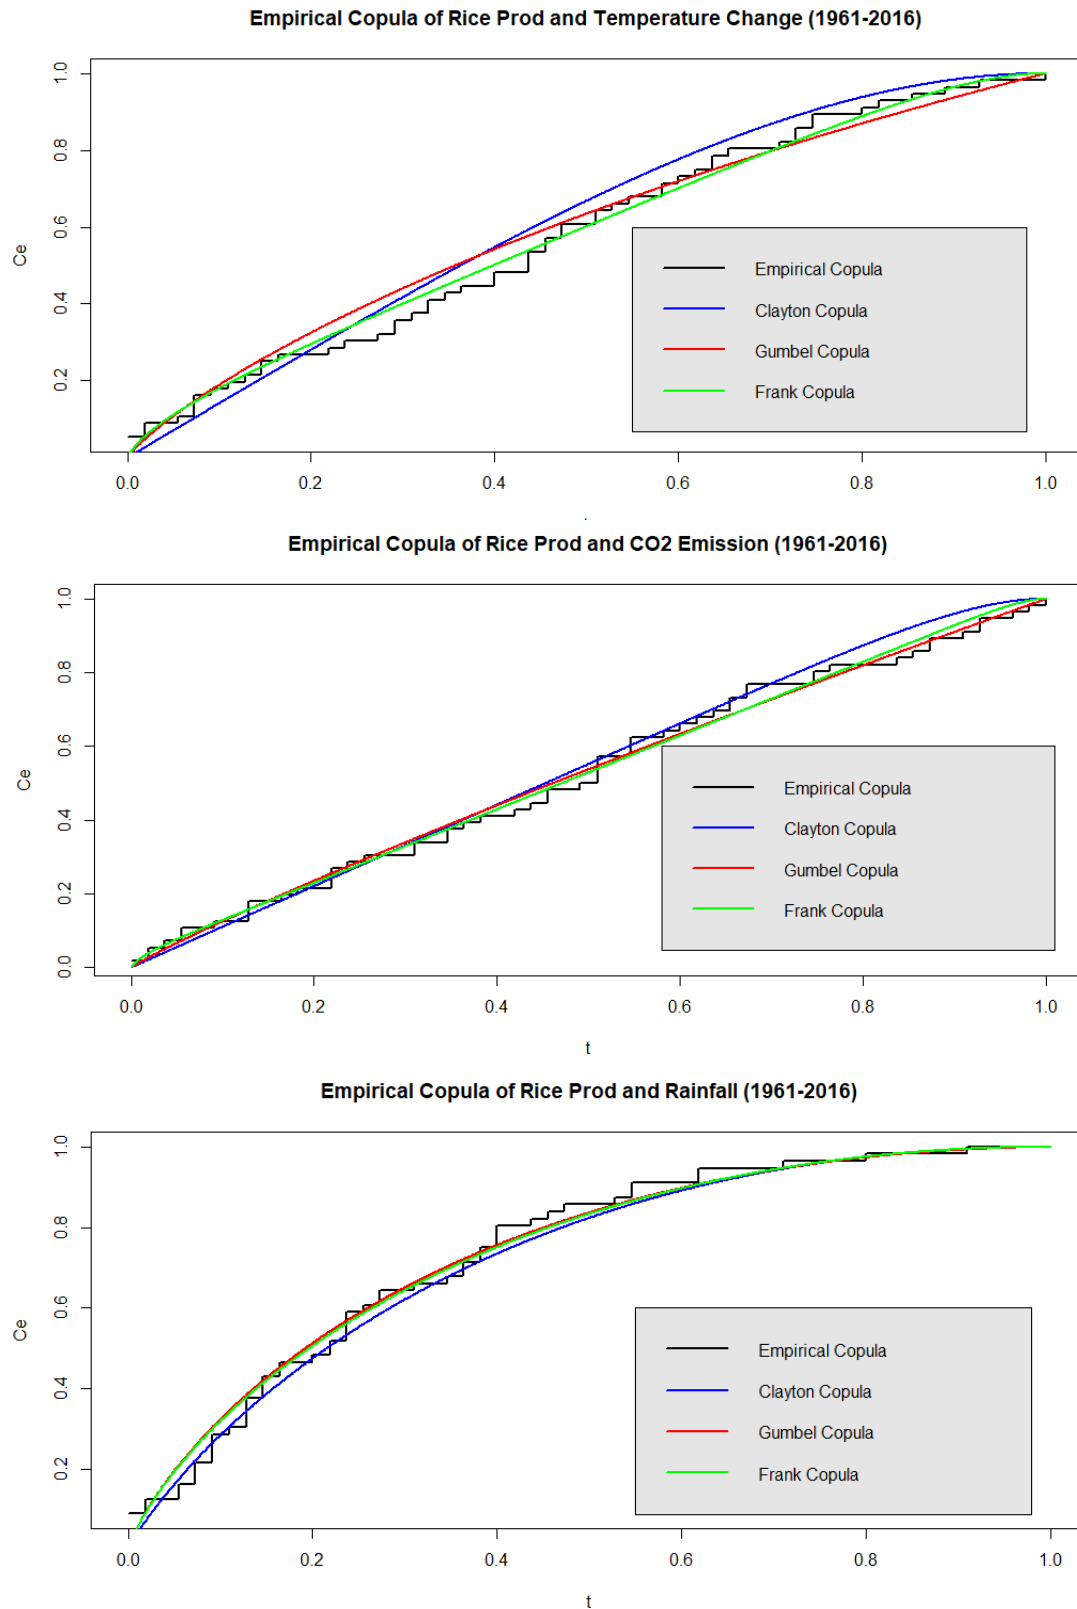 Empirical Copula of Rice Prod and Temperature Change (1961-2016)
1.0
0.8
0.6
0.4
0.2
Ce
Empirical Copula
Clayton Copula
Gumbel Copula
Frank Copula
0.0 0.2 0.4 0.6 0.8 1.0
Empirical Copula of Rice Prod and CO2 Emission (1961-2016)
1.0
0.8
0.6
0.4
0.2
0.0
Ce
Empirical Copula
Clayton Copula
Gumbel Copula
Frank Copula
0.0 0.2 0.4 0.6 0.8 1.0
t
Empirical Copula of Rice Prod and Rainfall (1961-2016)
1.0
0.8
0.6
0.4
0.2
Ce
Empirical Copula
Clayton Copula
Gumbel Copula
Frank Copula
0.0 0.2 0.4 0.6 0.8 1.0
t